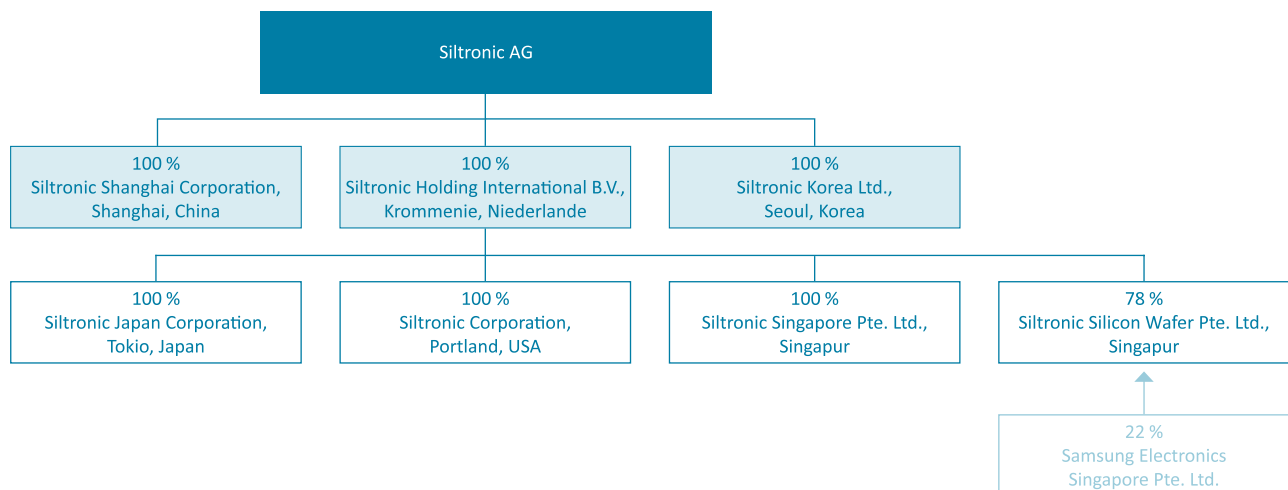 Siltronic AG
100 %
Siltronic Shanghai Corporation,
Shanghai, China
100 %
Siltronic Holding International B.V.,
Krommenie, Niederlande
100 %
Siltronic Korea Ltd.,
Seoul, Korea
100 %
Siltronic Japan Corporation,
Tokio, Japan
100 %
Siltronic Corporation,
Portland, USA
100 %
Siltronic Singapore Pte. Ltd.,
Singapur
78 %
Siltronic Silicon Wafer Pte. Ltd.,
Singapur
22 %
Samsung Electronics
Singapore Pte. Ltd.